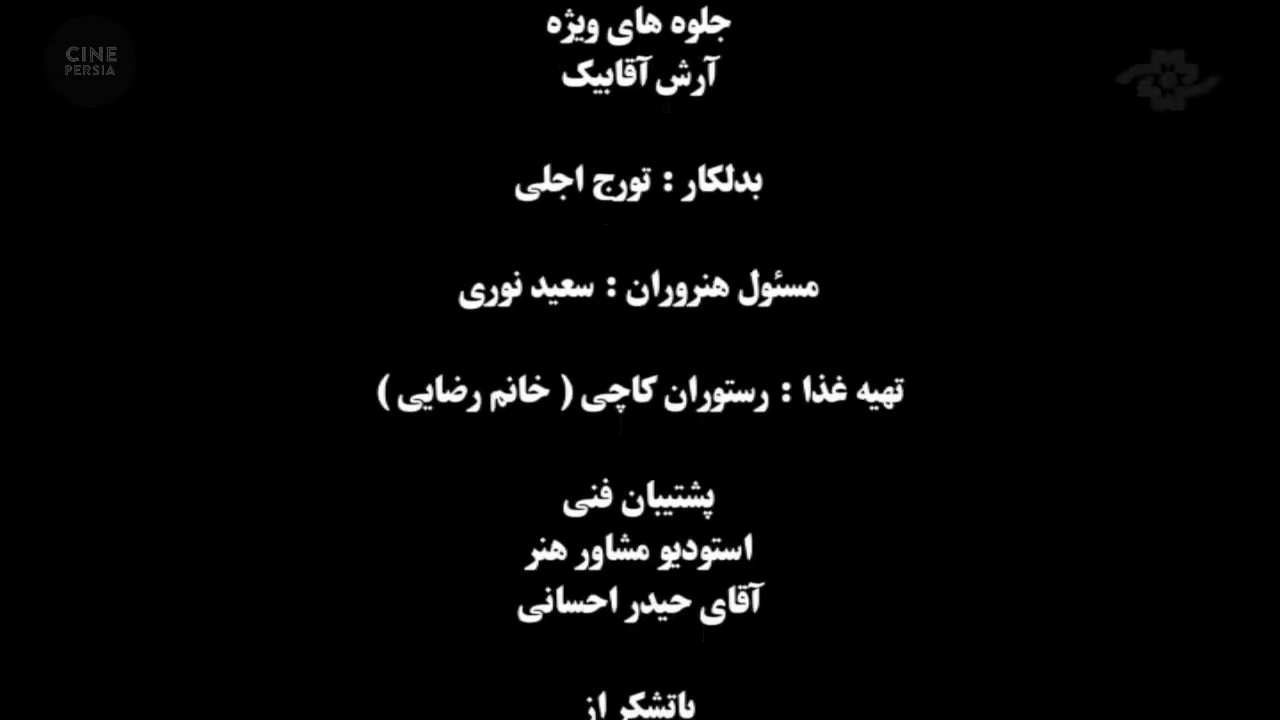 CINE
PERSIA
جلوه های ویژه
آرش آقابیک
بدلکار : تورج اجلی
مسئول هنروران : سعید نوری
تهیه غذا : رستوران کاچی ( خانم رضایی )
پشتیبان فنی
استودیو مشاور هنر
آقای حیدر احسانی
باتشکر از